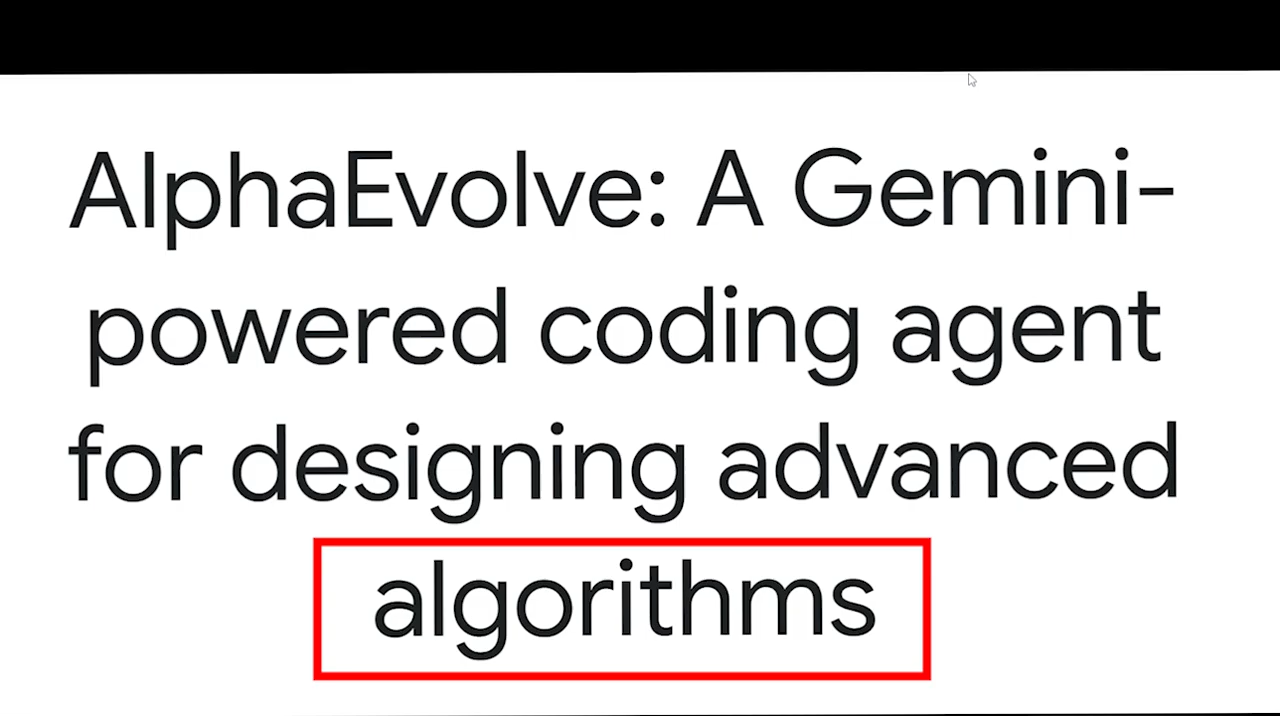 AlphaEvolve: A Gemini-
powered coding agent
for designing advanced
algorithms